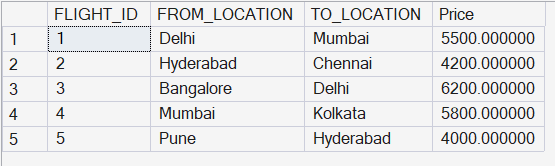 FLIGHT_ID FROM_LOCATION TO_LOCATION Price
1 1 Delhi Mumbai 5500.000000
2 2 Hyderabad Chennai 4200.000000
3 3 Bangalore Delhi 6200.000000
4 4 Mumbai Kolkata 5800.000000
5 5 Pune Hyderabad 4000.000000